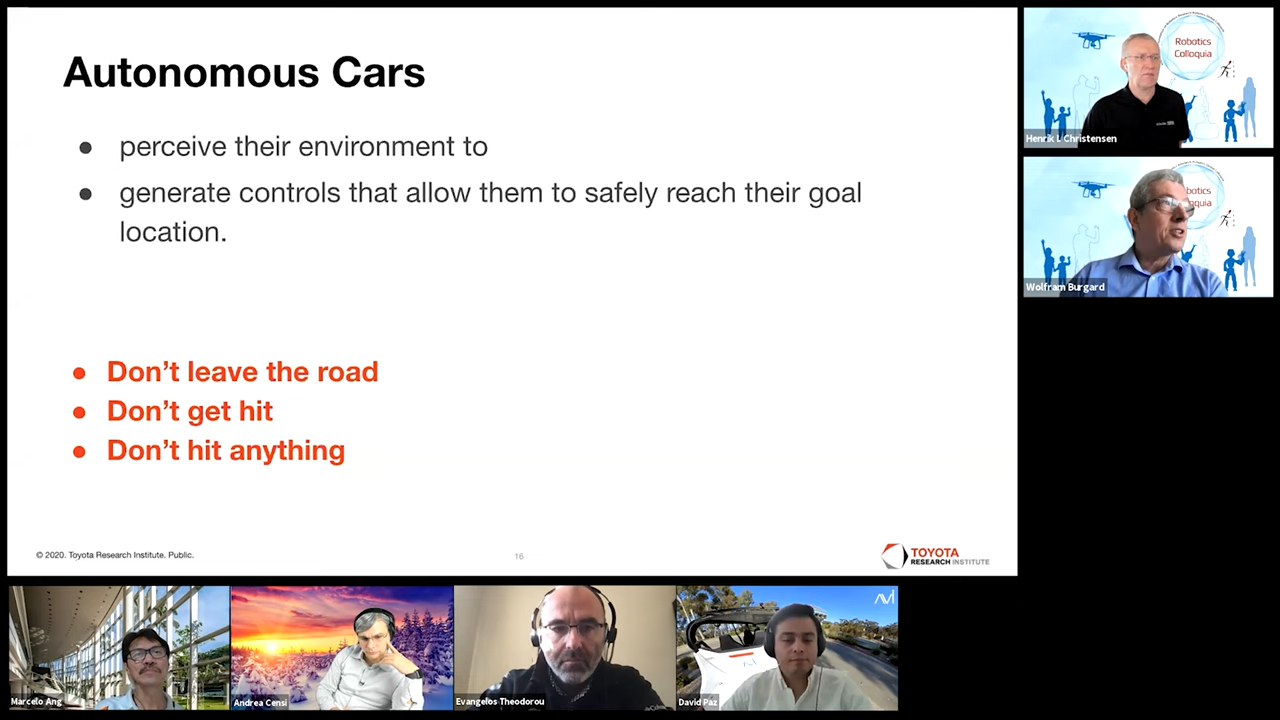 Autonomous Cars
● perceive their environment to
● generate controls that allow them to safely reach their goal
location.
● Don't leave the road
● Don't get hit
● Don't hit anything
© 2020. Toyota Research Institute. Public.
16
TOYOTA
RESEARCH INSTITUTE
Robotics
Colloquia
Henrik I. Christensen
Wolfram Burgard
Marcelo Ang
Andrea Censi
Evangelos Theodorou
David Paz